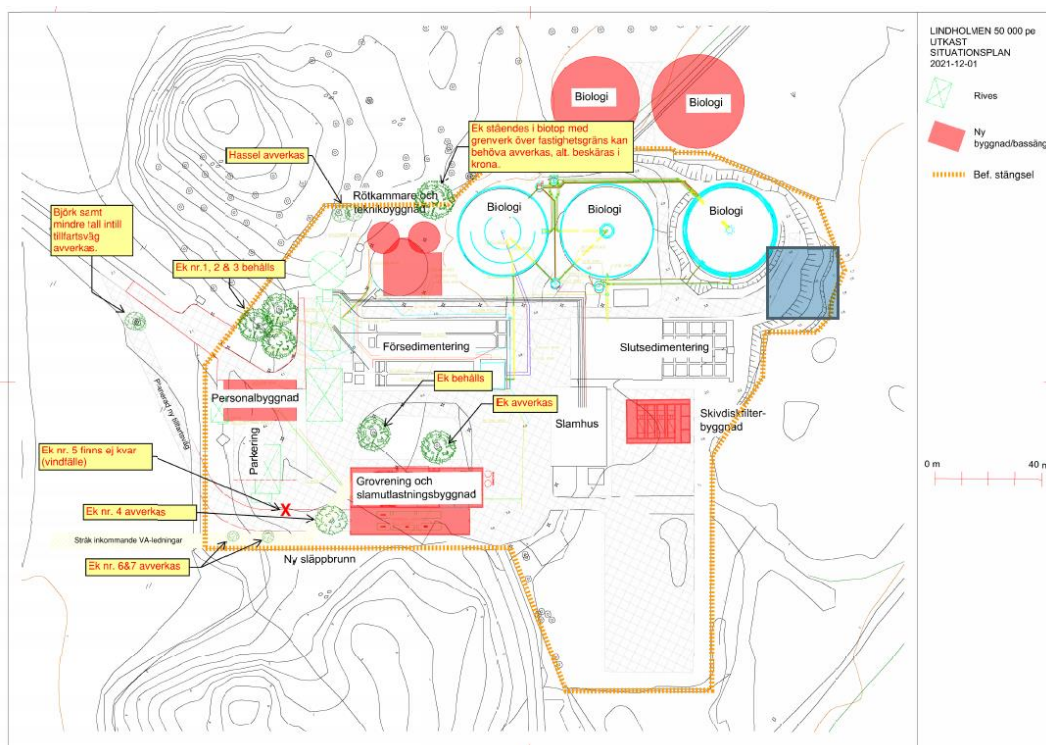 LINDHOLMEN 50 000 pe
UTKAST
SITUATIONSPLAN
2021-12-01
Rives
Ny
byggnad/bassäng
Bef. stängsel
0 m
40 m
Biologi
Biologi
Ek ståendes i biotop med
grenverk över fastighetsgräns kan
behöva avverkas, alt. beskäras i
krona.
Hassel avverkas
Rötkammare och
teknikbyggnad
Biologi
Biologi
Biologi
Björk samt
mindre tall intill
tillfartsväg
avverkas.
Ek nr.1, 2 & 3 behålls
Försedimentering
Slutsedimentering
Ek behålls
Personalbyggnad
Ek avverkas
Planerad ny tillfartsväg
Slamhus
Skivdiskfilter-
byggnad
Parkering
Ek nr. 5 finns ej kvar
(vindfälle)
Grovrening och
slamutlastningsbyggnad
X
Ek nr. 4 avverkas
Stråk inkommande VA-ledningar
Ny släppbrunn
Ek nr. 6&7 avverkas